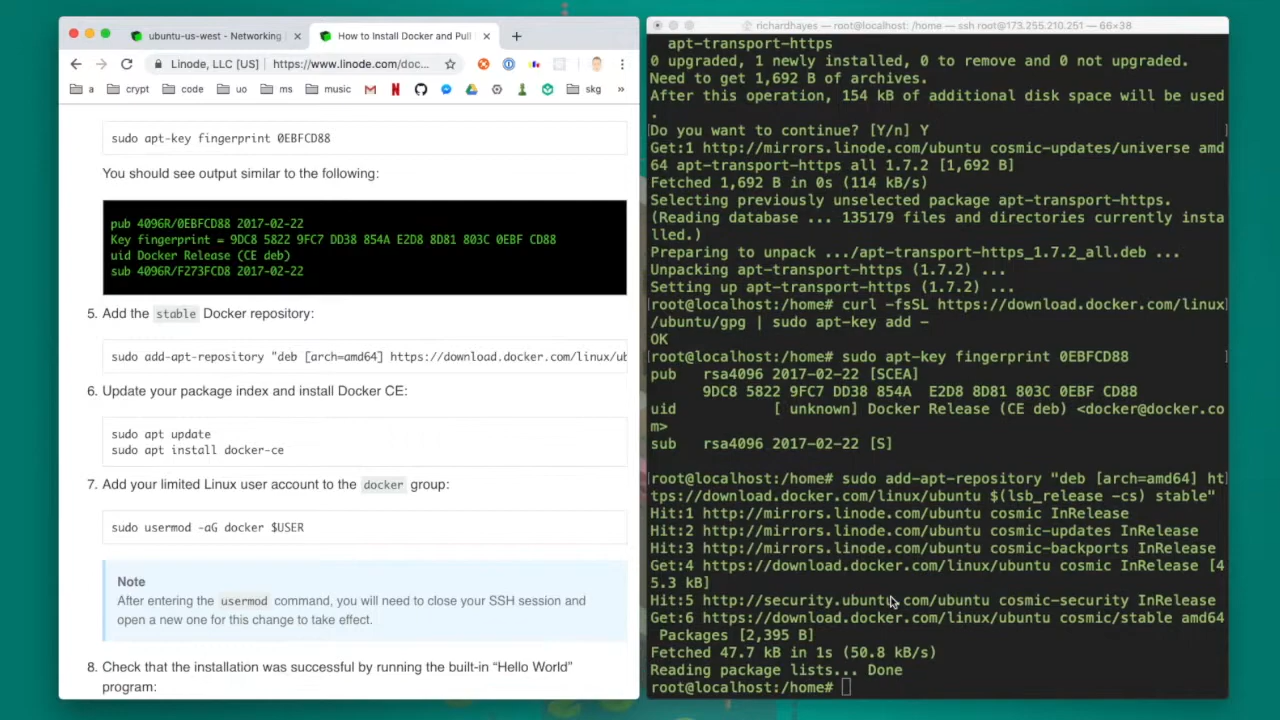 ubuntu-us-west - Networking
How to Install Docker and Pull
Linode, LLC [US]
https://www.linode.com/doc...
a
crypt
code
uo
ms
music
skg
»
sudo apt-key fingerprint 0EBFCD88
You should see output similar to the following:
pub 4096R/0EBFCD88 2017-02-22
Key fingerprint = 9DC8 5822 9FC7 DD38 854A E2D8 8D81 803C 0EBF CD88
uid Docker Release (CE deb)
sub 4096R/F273FCD8 2017-02-22
5. Add the stable Docker repository:
sudo add-apt-repository "deb [arch=amd64] https://download.docker.com/linux/ub
6. Update your package index and install Docker CE:
sudo apt update
sudo apt install docker-ce
7. Add your limited Linux user account to the docker group:
sudo usermod -aG docker $USER
Note
After entering the usermod command, you will need to close your SSH session and
open a new one for this change to take effect.
8. Check that the installation was successful by running the built-in “Hello World”
program:
richardhayes — root@localhost: /home — ssh root@173.255.210.251 — 66×38
apt-transport-https
0 upgraded, 1 newly installed, 0 to remove and 0 not upgraded.
Need to get 1,692 B of archives.
After this operation, 154 kB of additional disk space will be used
.
Do you want to continue? [Y/n] Y
Get:1 http://mirrors.linode.com/ubuntu cosmic-updates/universe amd
64 apt-transport-https all 1.7.2 [1,692 B]
Fetched 1,692 B in 0s (114 kB/s)
Selecting previously unselected package apt-transport-https.
(Reading database ... 135179 files and directories currently insta
lled.)
Preparing to unpack .../apt-transport-https_1.7.2_all.deb ...
Unpacking apt-transport-https (1.7.2) ...
Setting up apt-transport-https (1.7.2) ...
root@localhost:/home# curl -fsSL https://download.docker.com/linux
/ubuntu/gpg | sudo apt-key add -
OK
root@localhost:/home# sudo apt-key fingerprint 0EBFCD88
pub   rsa4096 2017-02-22 [SCEA]
9DC8 5822 9FC7 DD38 854A  E2D8 8D81 803C 0EBF CD88
uid           [ unknown] Docker Release (CE deb) <docker@docker.co
m>
sub   rsa4096 2017-02-22 [S]
root@localhost:/home# sudo add-apt-repository "deb [arch=amd64] ht
tps://download.docker.com/linux/ubuntu $(lsb_release -cs) stable"
Hit:1 http://mirrors.linode.com/ubuntu cosmic InRelease
Hit:2 http://mirrors.linode.com/ubuntu cosmic-updates InRelease
Hit:3 http://mirrors.linode.com/ubuntu cosmic-backports InRelease
Get:4 https://download.docker.com/linux/ubuntu cosmic InRelease [4
5.3 kB]
Hit:5 http://security.ubuntu.com/ubuntu cosmic-security InRelease
Get:6 https://download.docker.com/linux/ubuntu cosmic/stable amd64
Packages [2,395 B]
Fetched 47.7 kB in 1s (50.8 kB/s)
Reading package lists... Done
root@localhost:/home#